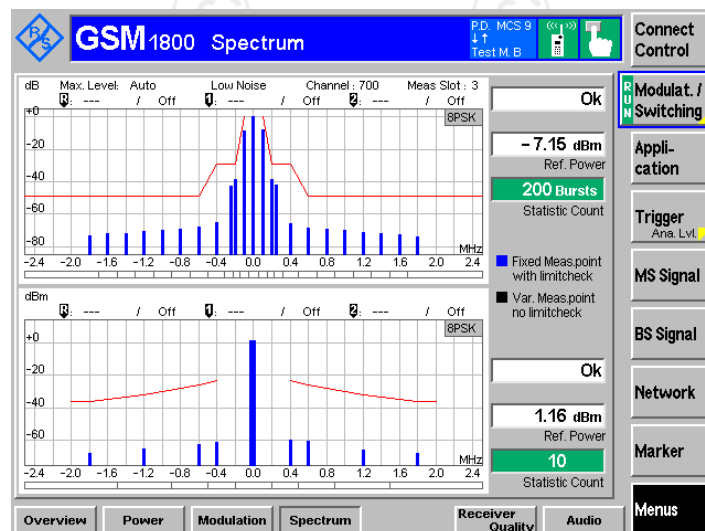 R&S
GSM1800 Spectrum
P.D. MCS 9
↓↑
Test M. B
Connect Control
dB Max. Level: Auto Low Noise Channel : 700 Meas Slot : 3
R: --- / Off 1: --- / Off 2: --- / Off
8PSK
+0
-20
-40
-60
-80
MHz
-2.4 -2.0 -1.6 -1.2 -0.8 -0.4 0.0 0.4 0.8 1.2 1.6 2.0 2.4
Ok
-7.15 dBm
Ref. Power
200 Bursts
Statistic Count
Fixed Meas.point
with limitcheck
Var. Meas.point
no limitcheck
dBm
R: --- / Off 1: --- / Off 2: --- / Off
8PSK
+0
-20
-40
-60
MHz
-2.4 -2.0 -1.6 -1.2 -0.8 -0.4 0.0 0.4 0.8 1.2 1.6 2.0 2.4
Ok
1.16 dBm
Ref. Power
10
Statistic Count
RUN
Modulat. /
Switching
Appli-
cation
Trigger
Ana. Lvl.
MS Signal
BS Signal
Network
Marker
Menus
Overview Power Modulation Spectrum Receiver Quality Audio